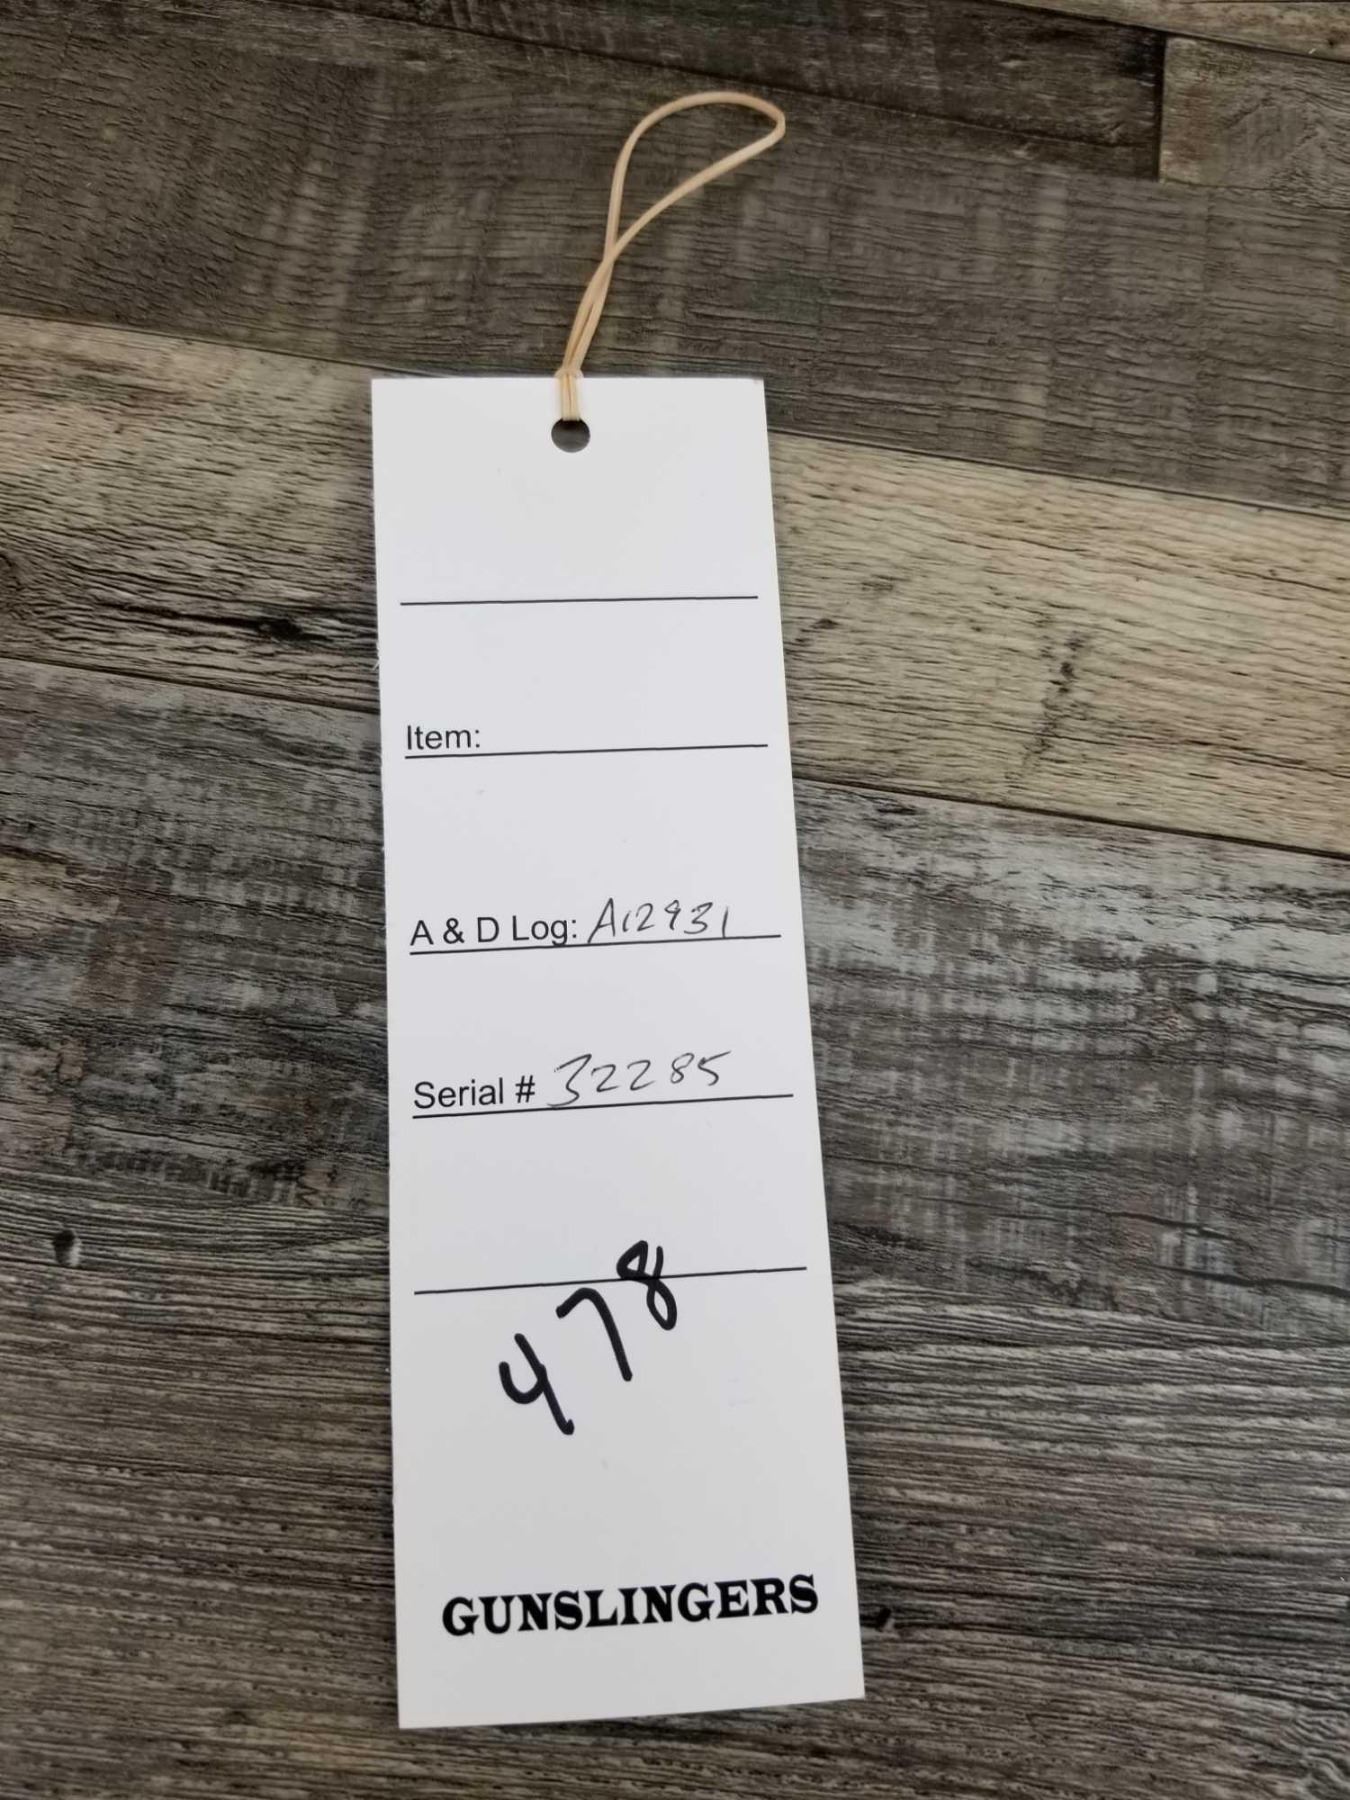 Item:
A & D Log: A12931
Serial # 32285
478
GUNSLINGERS